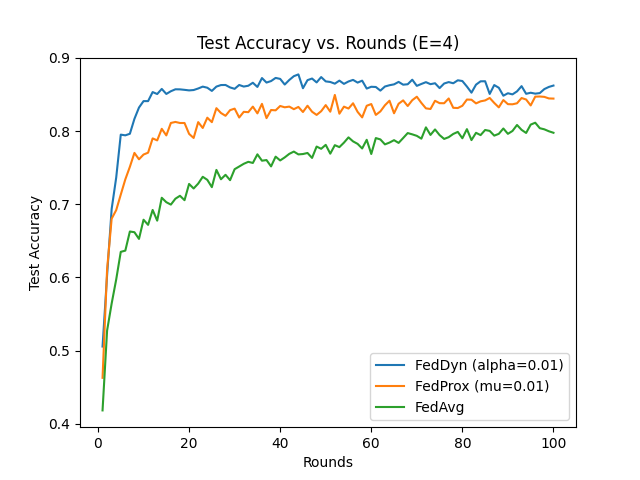 Test Accuracy vs. Rounds (E=4)
0.9
0.8
0.7
0.6
0.5
0.4
Test Accuracy
FedDyn (alpha=0.01)
FedProx (mu=0.01)
FedAvg
0 20 40 60 80 100
Rounds